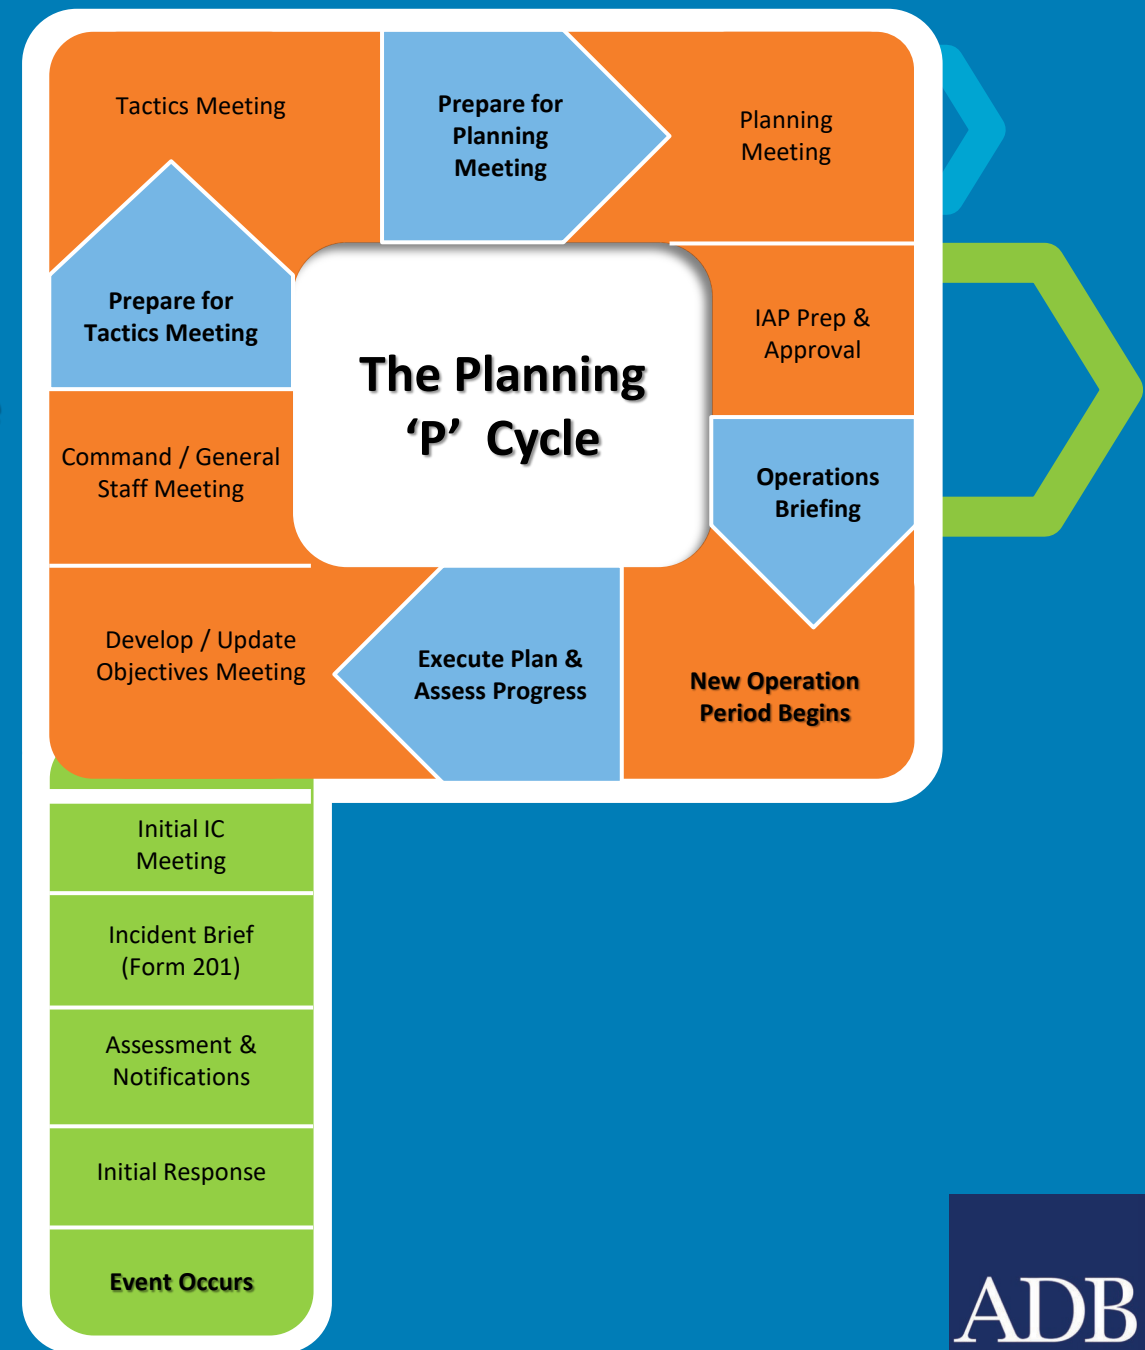 Tactics Meeting
Prepare for
Planning
Meeting
Planning
Meeting
Prepare for
Tactics Meeting
The Planning
‘P’ Cycle
IAP Prep &
Approval
Command / General
Staff Meeting
Operations
Briefing
Develop / Update
Objectives Meeting
Execute Plan &
Assess Progress
New Operation
Period Begins
Initial IC
Meeting
Incident Brief
(Form 201)
Assessment &
Notifications
Initial Response
Event Occurs
ADB